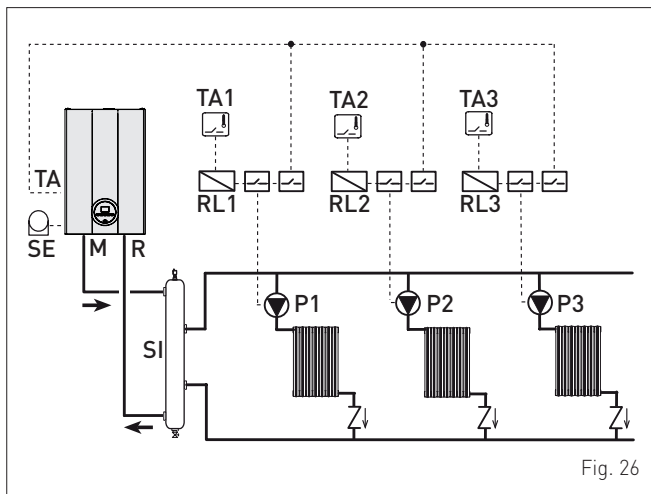 TA1 TA2 TA3
TA
RL1 RL2 RL3
SE M R
P1 P2 P3
SI
Fig. 26